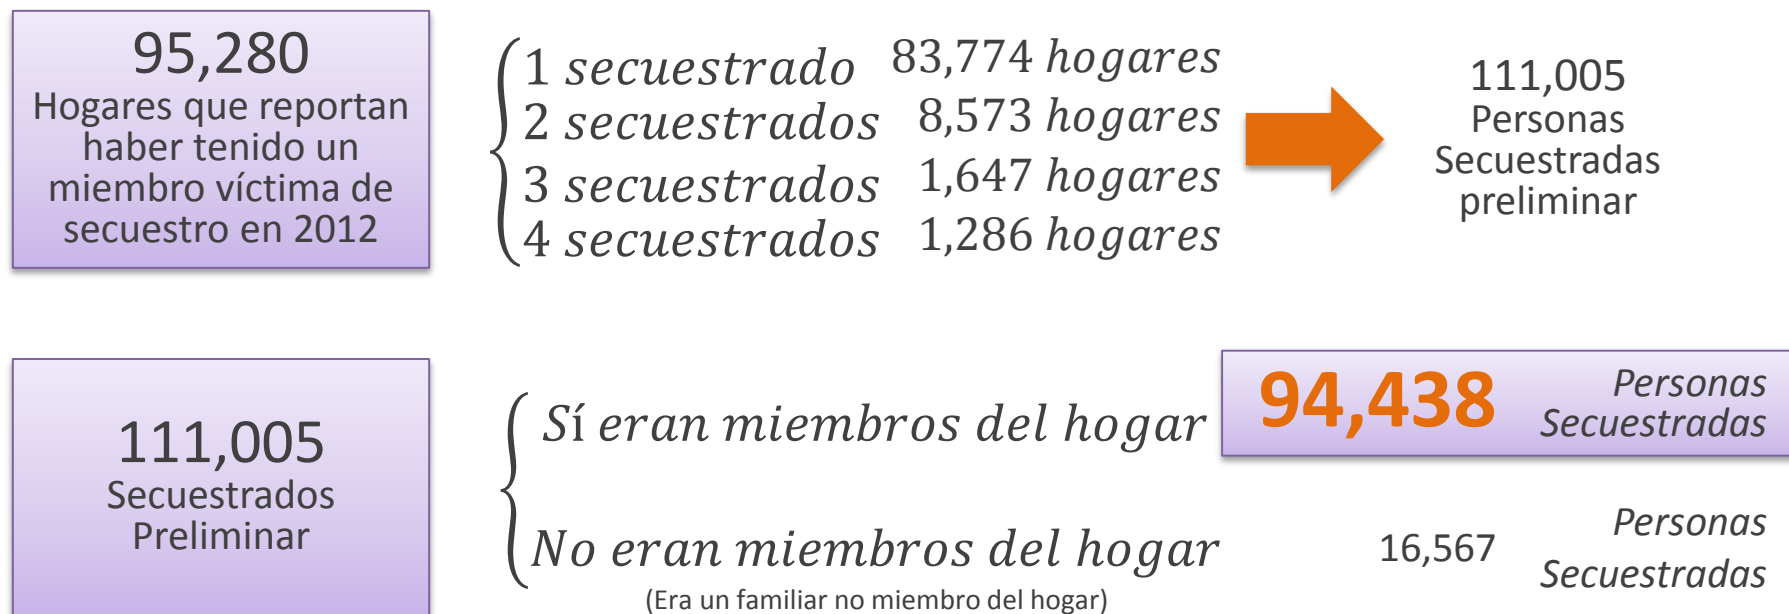 95,280
Hogares que reportan
haber tenido un
miembro víctima de
secuestro en 2012
1 secuestrado 83,774 hogares
2 secuestrados 8,573 hogares
3 secuestrados 1,647 hogares
4 secuestrados 1,286 hogares
111,005
Personas
Secuestradas
preliminar
111,005
Secuestrados
Preliminar
Sí eran miembros del hogar
94,438
Personas
Secuestradas
No eran miembros del hogar
(Era un familiar no miembro del hogar)
16,567
Personas
Secuestradas